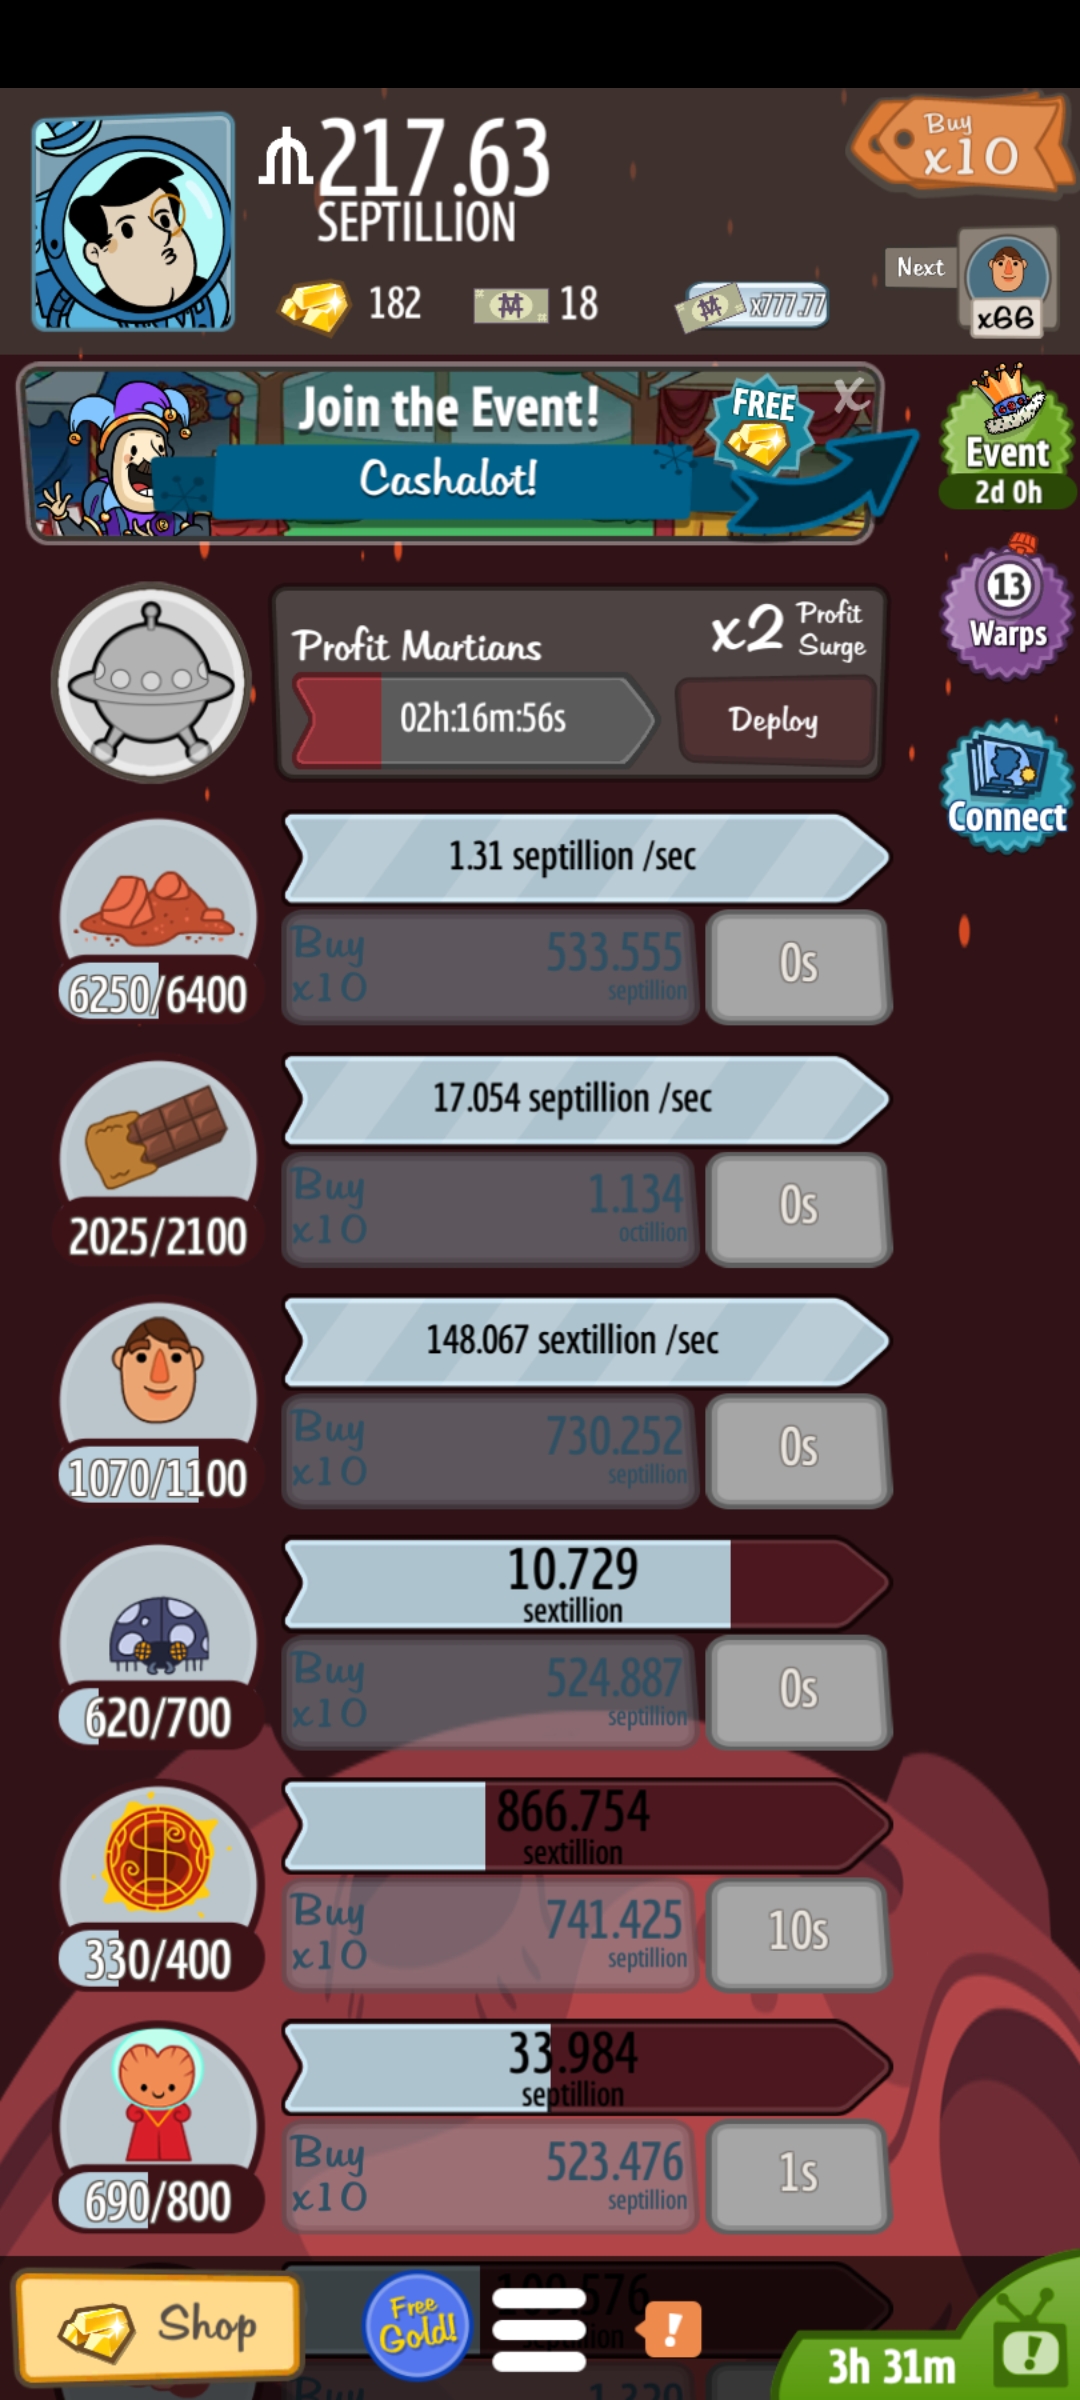 217.63
SEPTILLION
Buy
x10
182
18
x777.77
Next
x66
Join the Event!
FREE
X
Cashalot!
Event
2d 0h
Profit Martians
x2 Profit Surge
02h:16m:56s
Deploy
13
Warps
Connect
1.31 septillion /sec
Buy x10
533.555
septillion
0s
6250/6400
17.054 septillion /sec
Buy x10
1.134
octillion
0s
2025/2100
148.067 sextillion /sec
Buy x10
730.252
septillion
0s
1070/1100
10.729
sextillion
Buy x10
524.887
septillion
0s
620/700
866.754
sextillion
Buy x10
741.425
septillion
10s
330/400
33.984
septillion
Buy x10
523.476
septillion
1s
690/800
Shop
Free Gold!
!
3h 31m
!
Buy